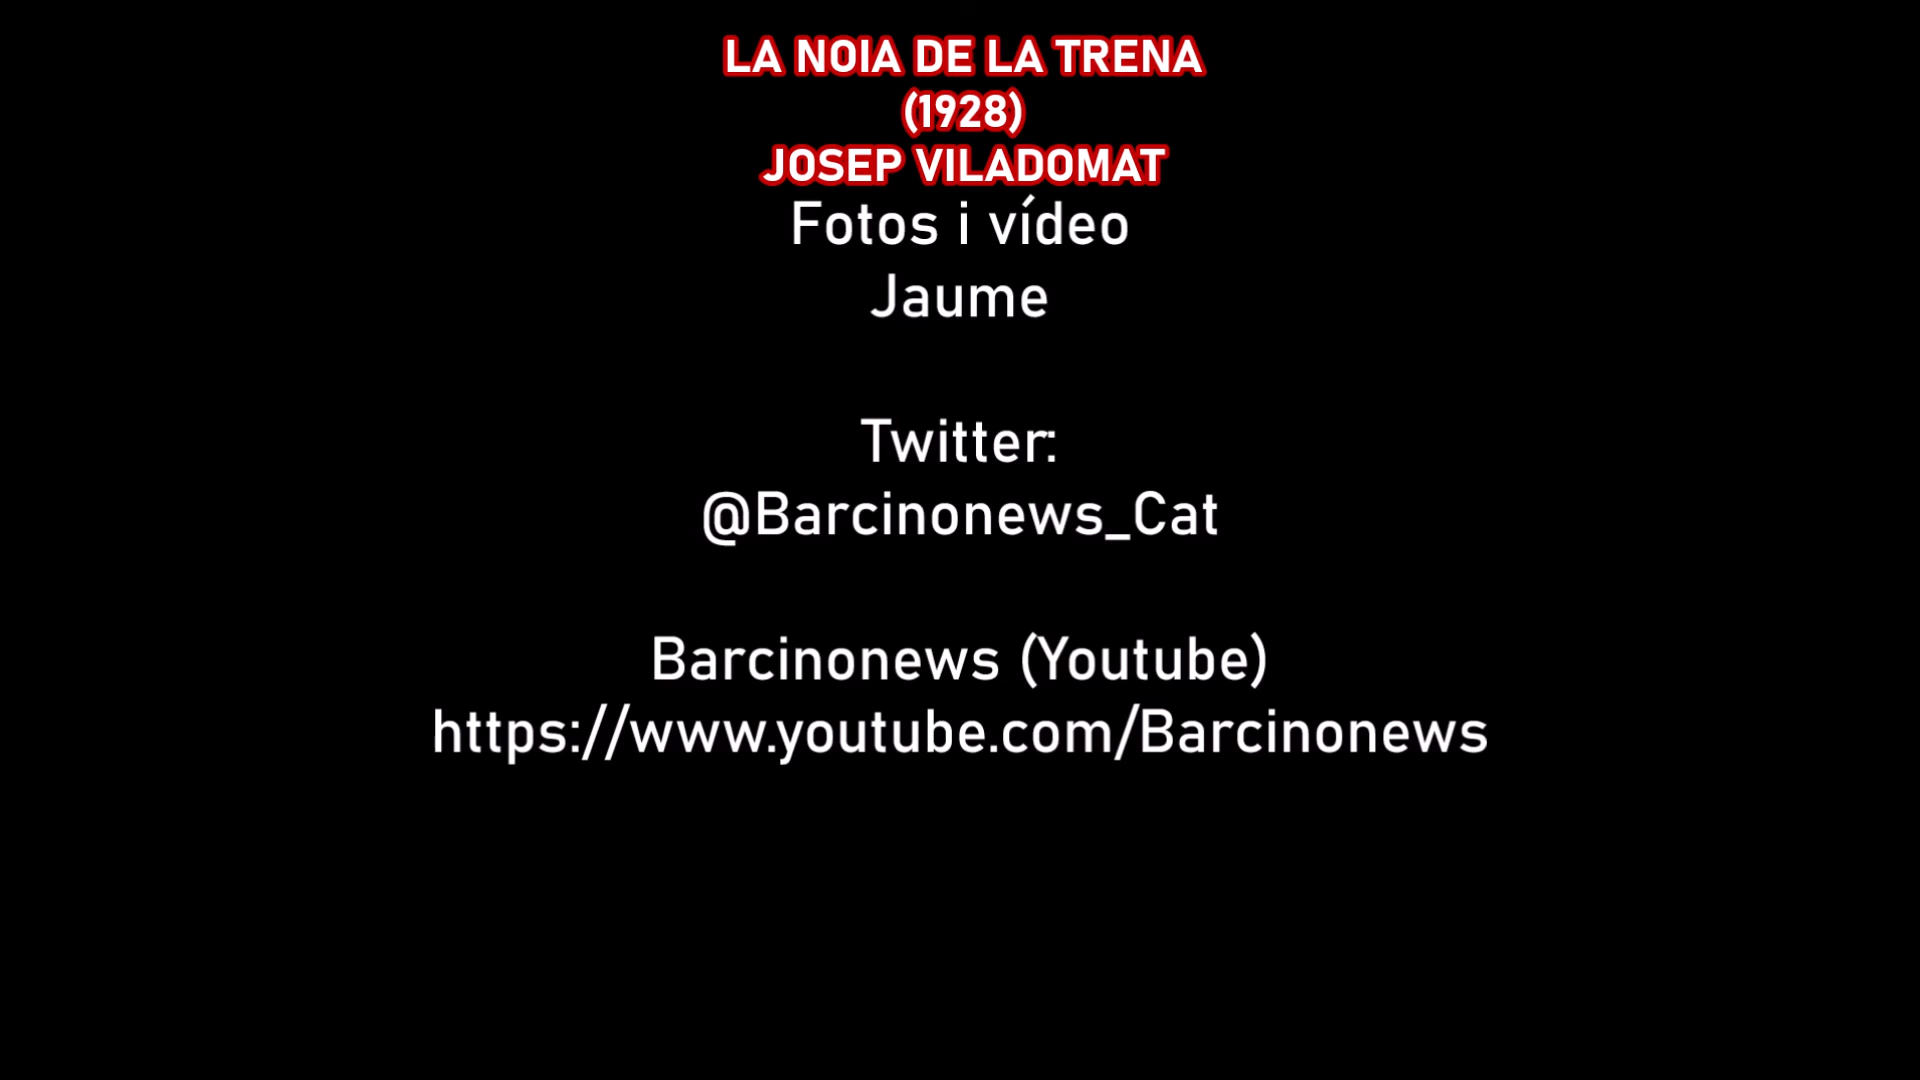 LA NOIA DE LA TRENA
(1928)
JOSEP VILADOMAT
Fotos i vídeo
Jaume
Twitter:
@Barcinonews_Cat
Barcinonews (Youtube)
https://www.youtube.com/Barcinonews